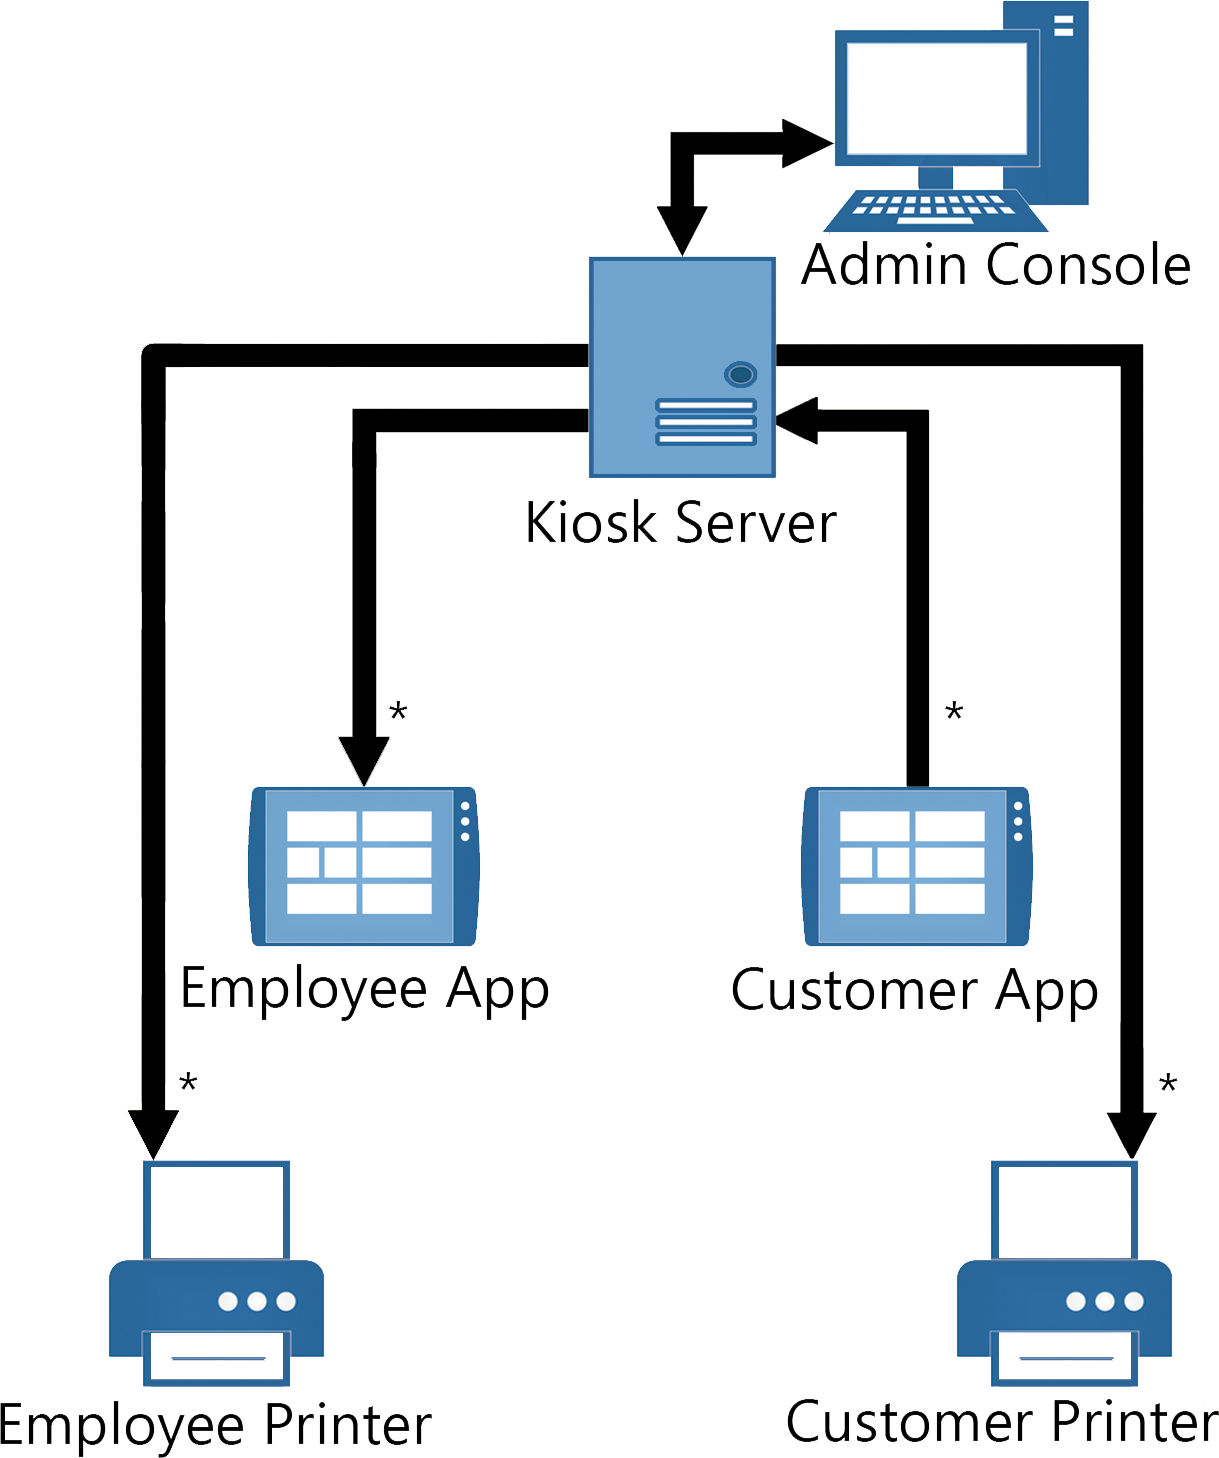 Admin Console
Kiosk Server
*
*
Employee App
Customer App
*
*
Employee Printer
Customer Printer